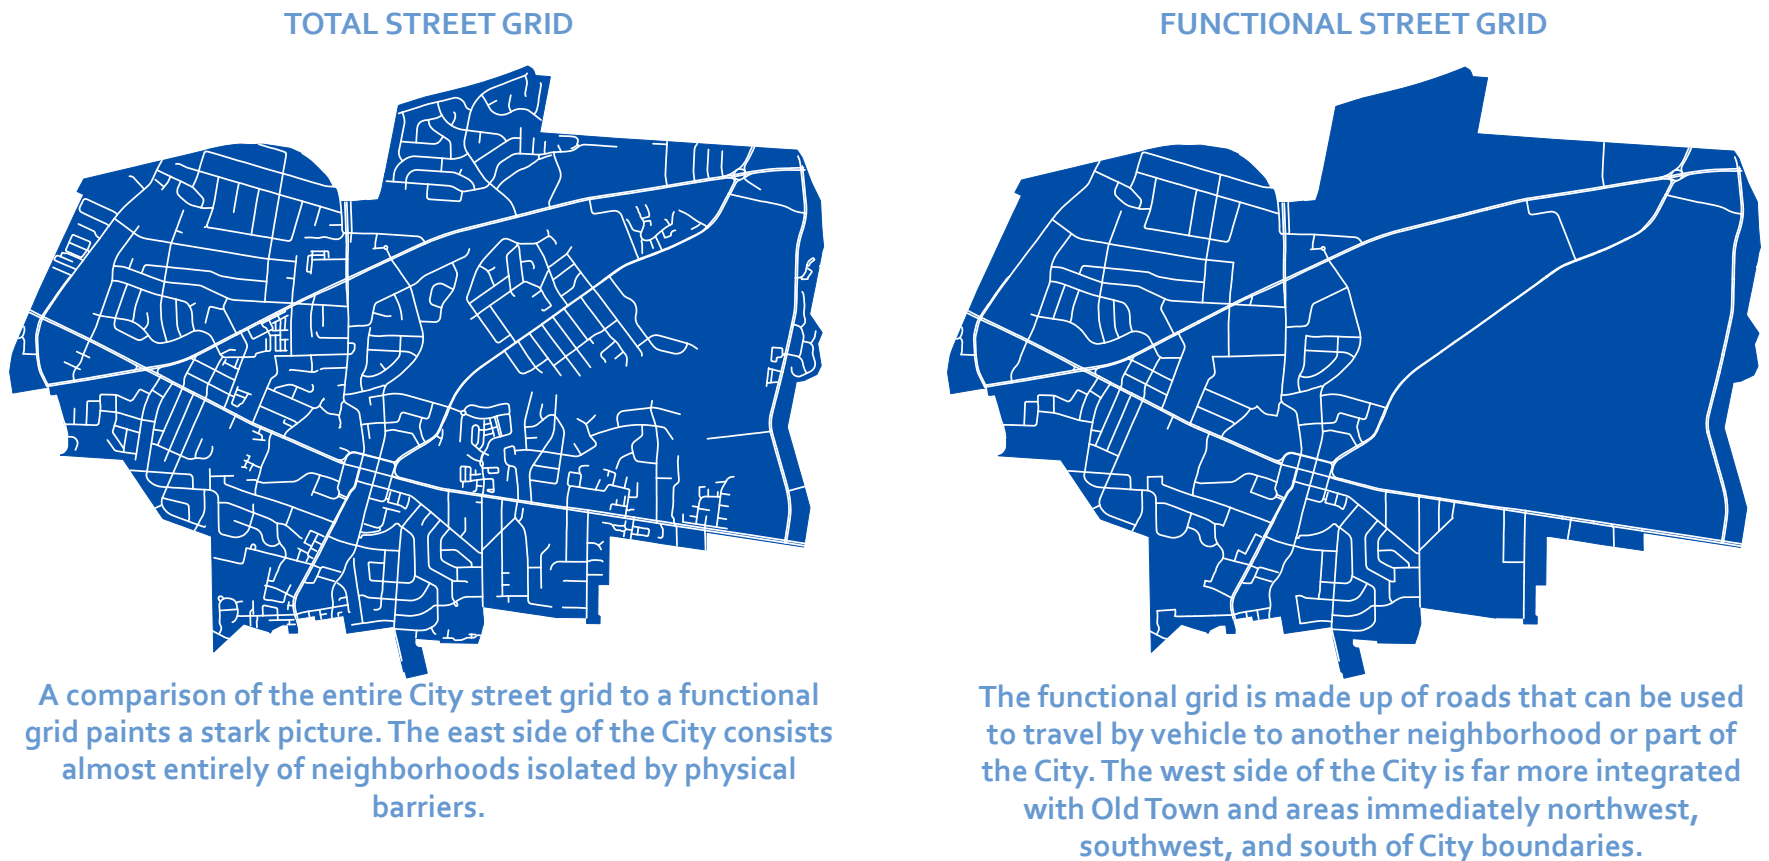 TOTAL STREET GRID
FUNCTIONAL STREET GRID
A comparison of the entire City street grid to a functional
grid paints a stark picture. The east side of the City consists
almost entirely of neighborhoods isolated by physical
barriers.
The functional grid is made up of roads that can be used
to travel by vehicle to another neighborhood or part of
the City. The west side of the City is far more integrated
with Old Town and areas immediately northwest,
southwest, and south of City boundaries.